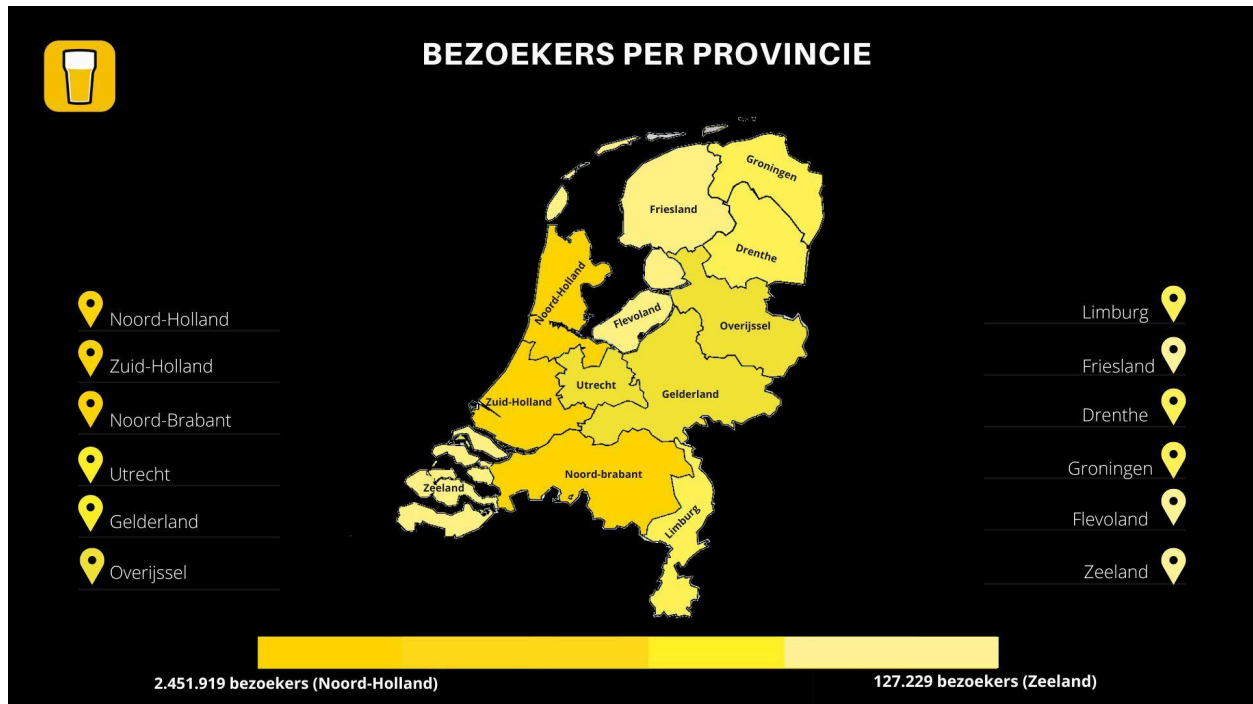 BEZOEKERS PER PROVINCIE
Groningen
Friesland
Drenthe
Noord-Holland
Flevoland
Overijssel
Utrecht
Gelderland
Zuid-Holland
Noord-brabant
Zeeland
Limburg
Noord-Holland
Zuid-Holland
Noord-Brabant
Utrecht
Gelderland
Overijssel
Limburg
Friesland
Drenthe
Groningen
Flevoland
Zeeland
2.451.919 bezoekers (Noord-Holland)
127.229 bezoekers (Zeeland)